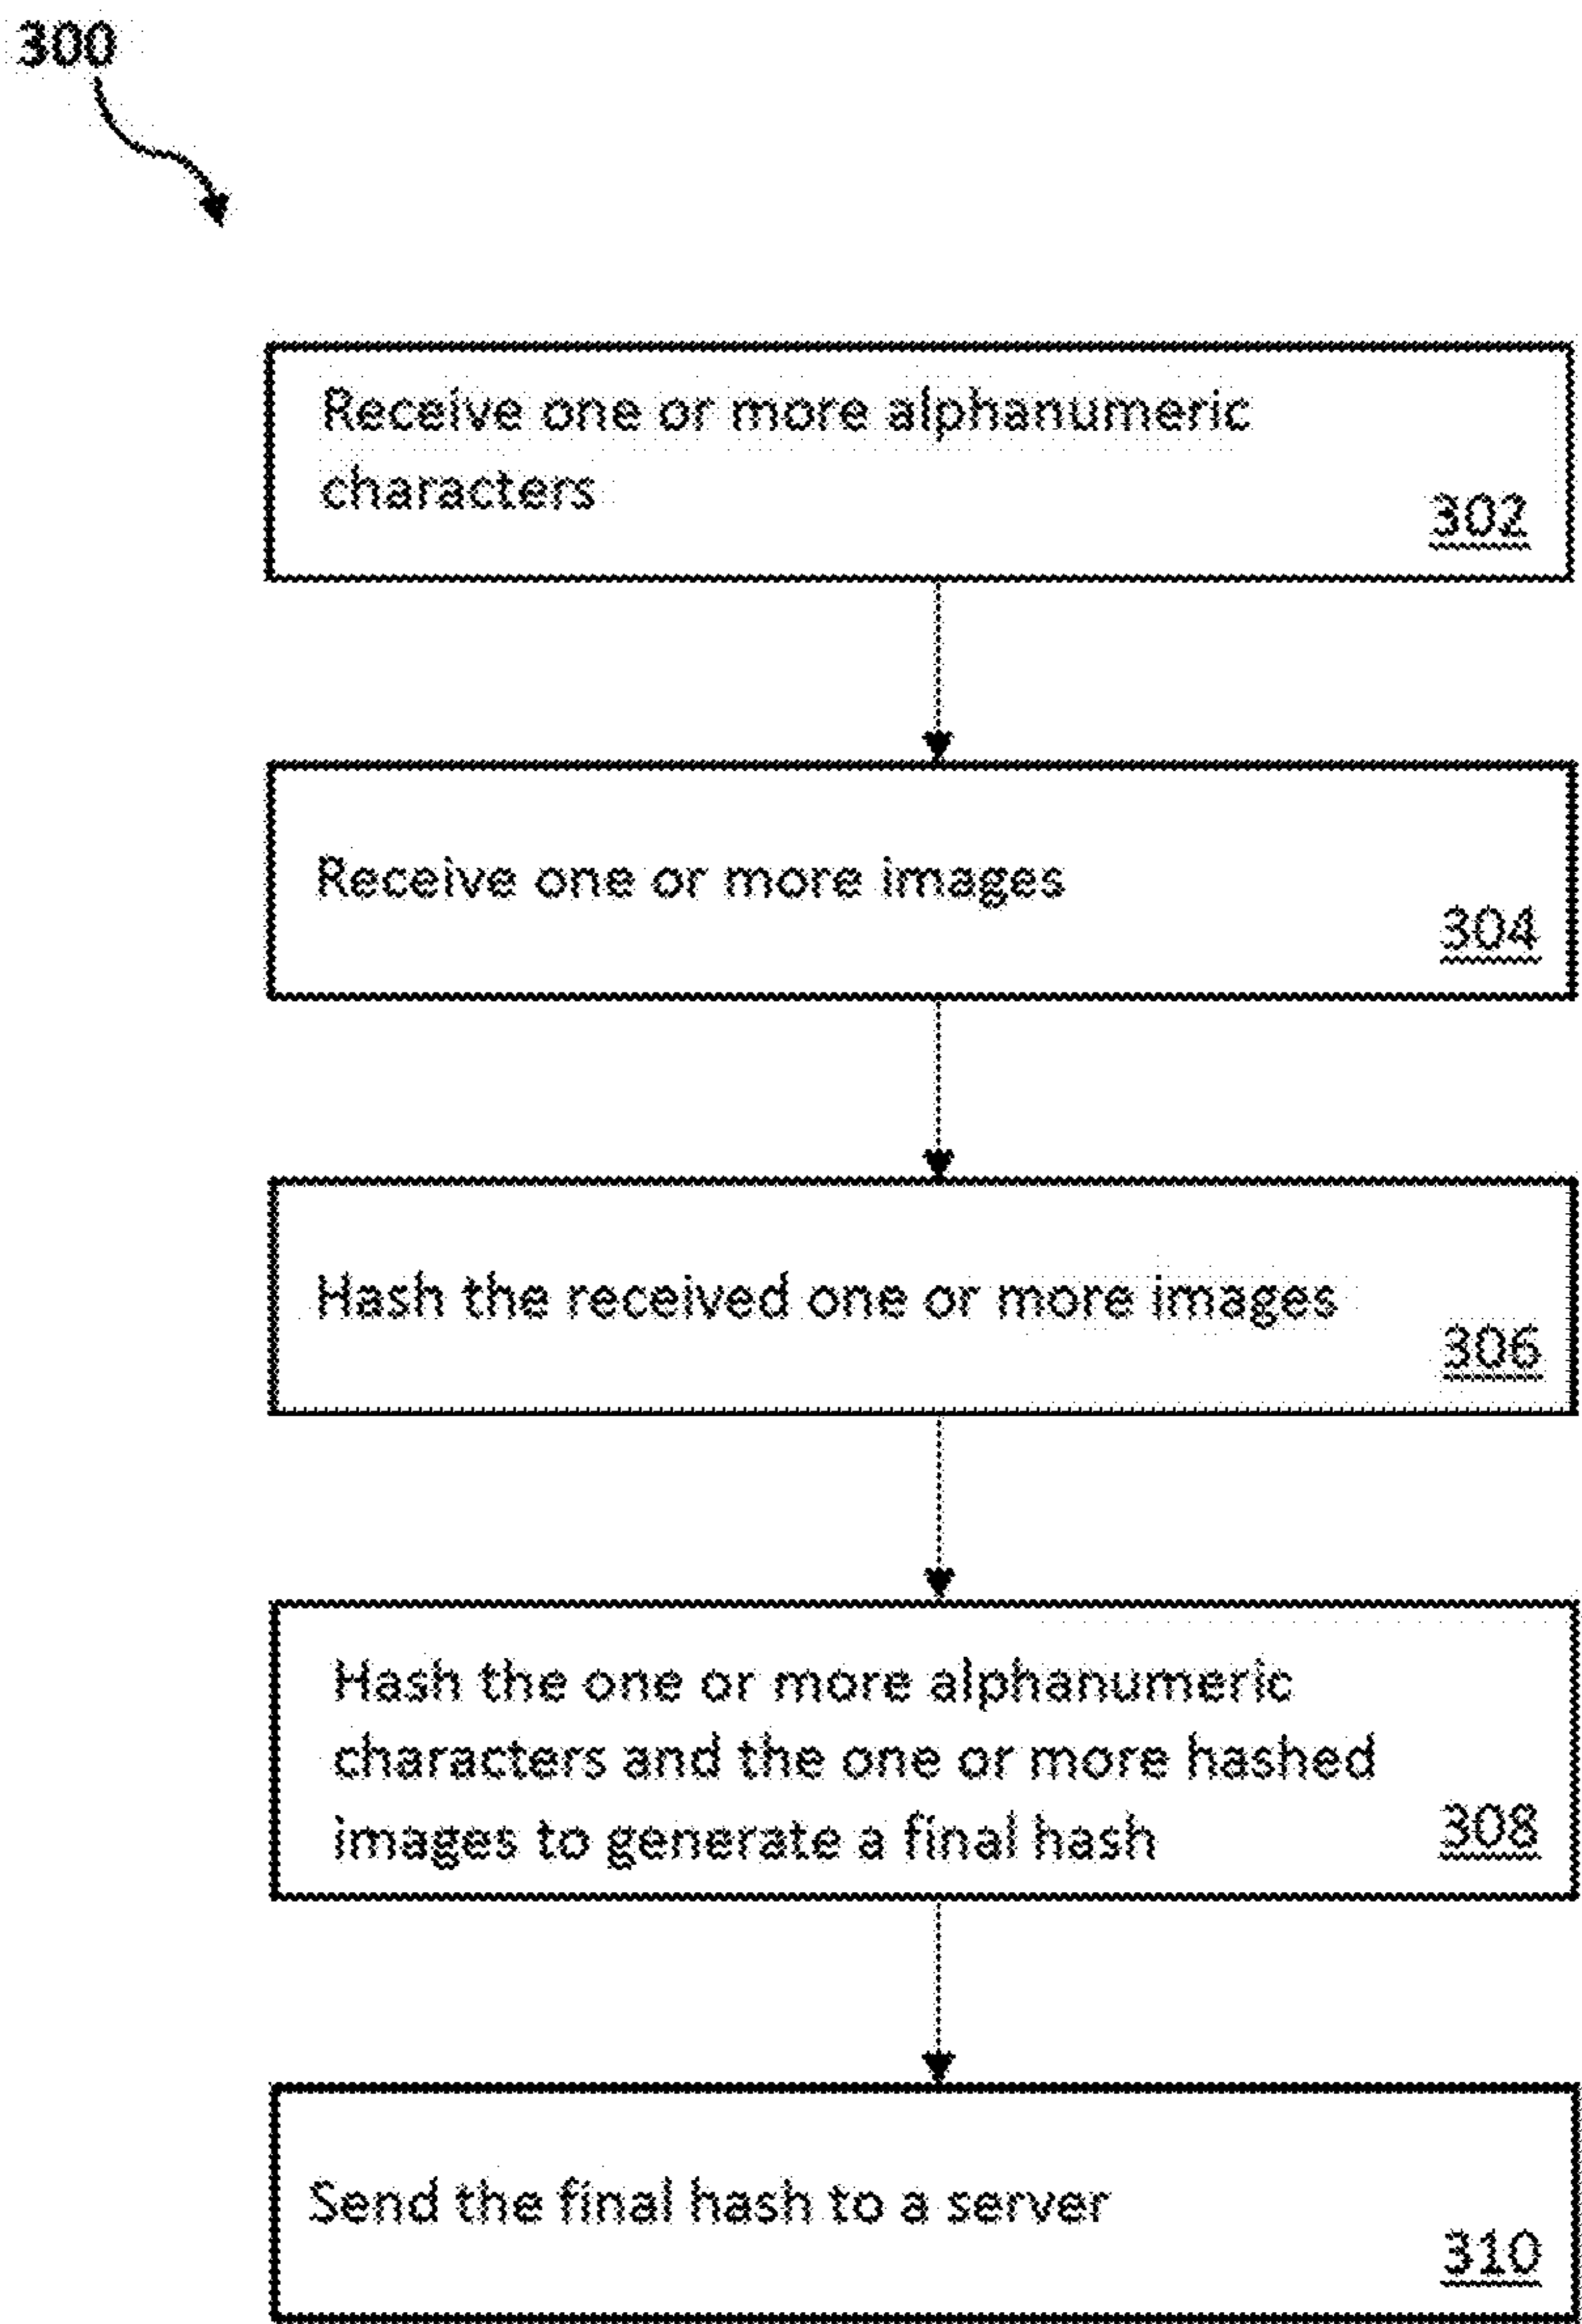 300
Receive one or more alphanumeric
characters
302
Receive one or more images
304
Hash the received one or more images
306
Hash the one or more alphanumeric
characters and the one or more hashed
images to generate a final hash
308
Send the final hash to a server
310